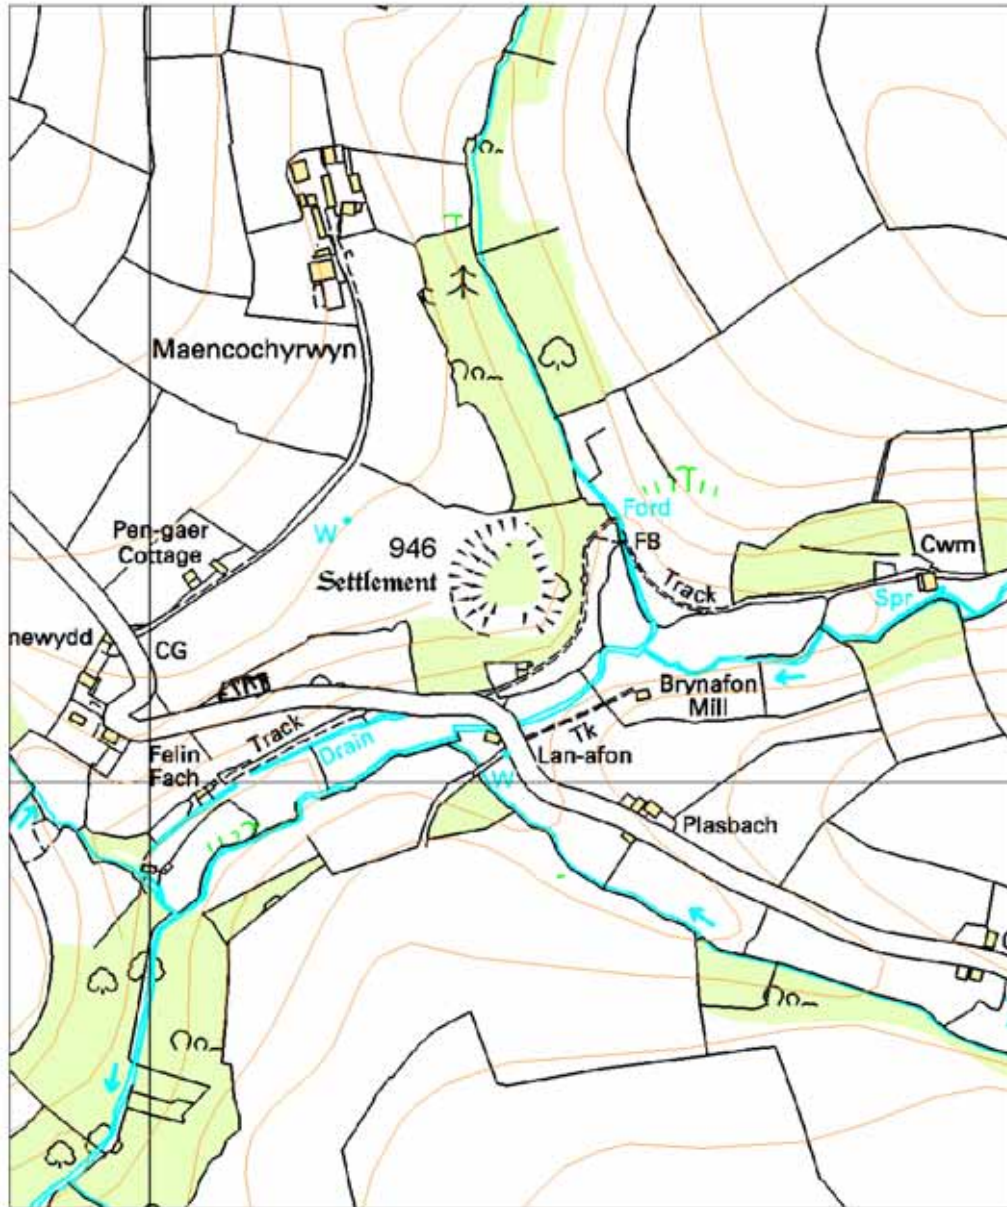 Maencochyrwyn
Pen-gaer
Cottage
W
946
Settlement
Ford
FB
Track
Cwm
Spr
newydd
CG
Brynafon
Mill
Track
Drain
Tk
Felin
Fach
Lan-afon
W
Plasbach